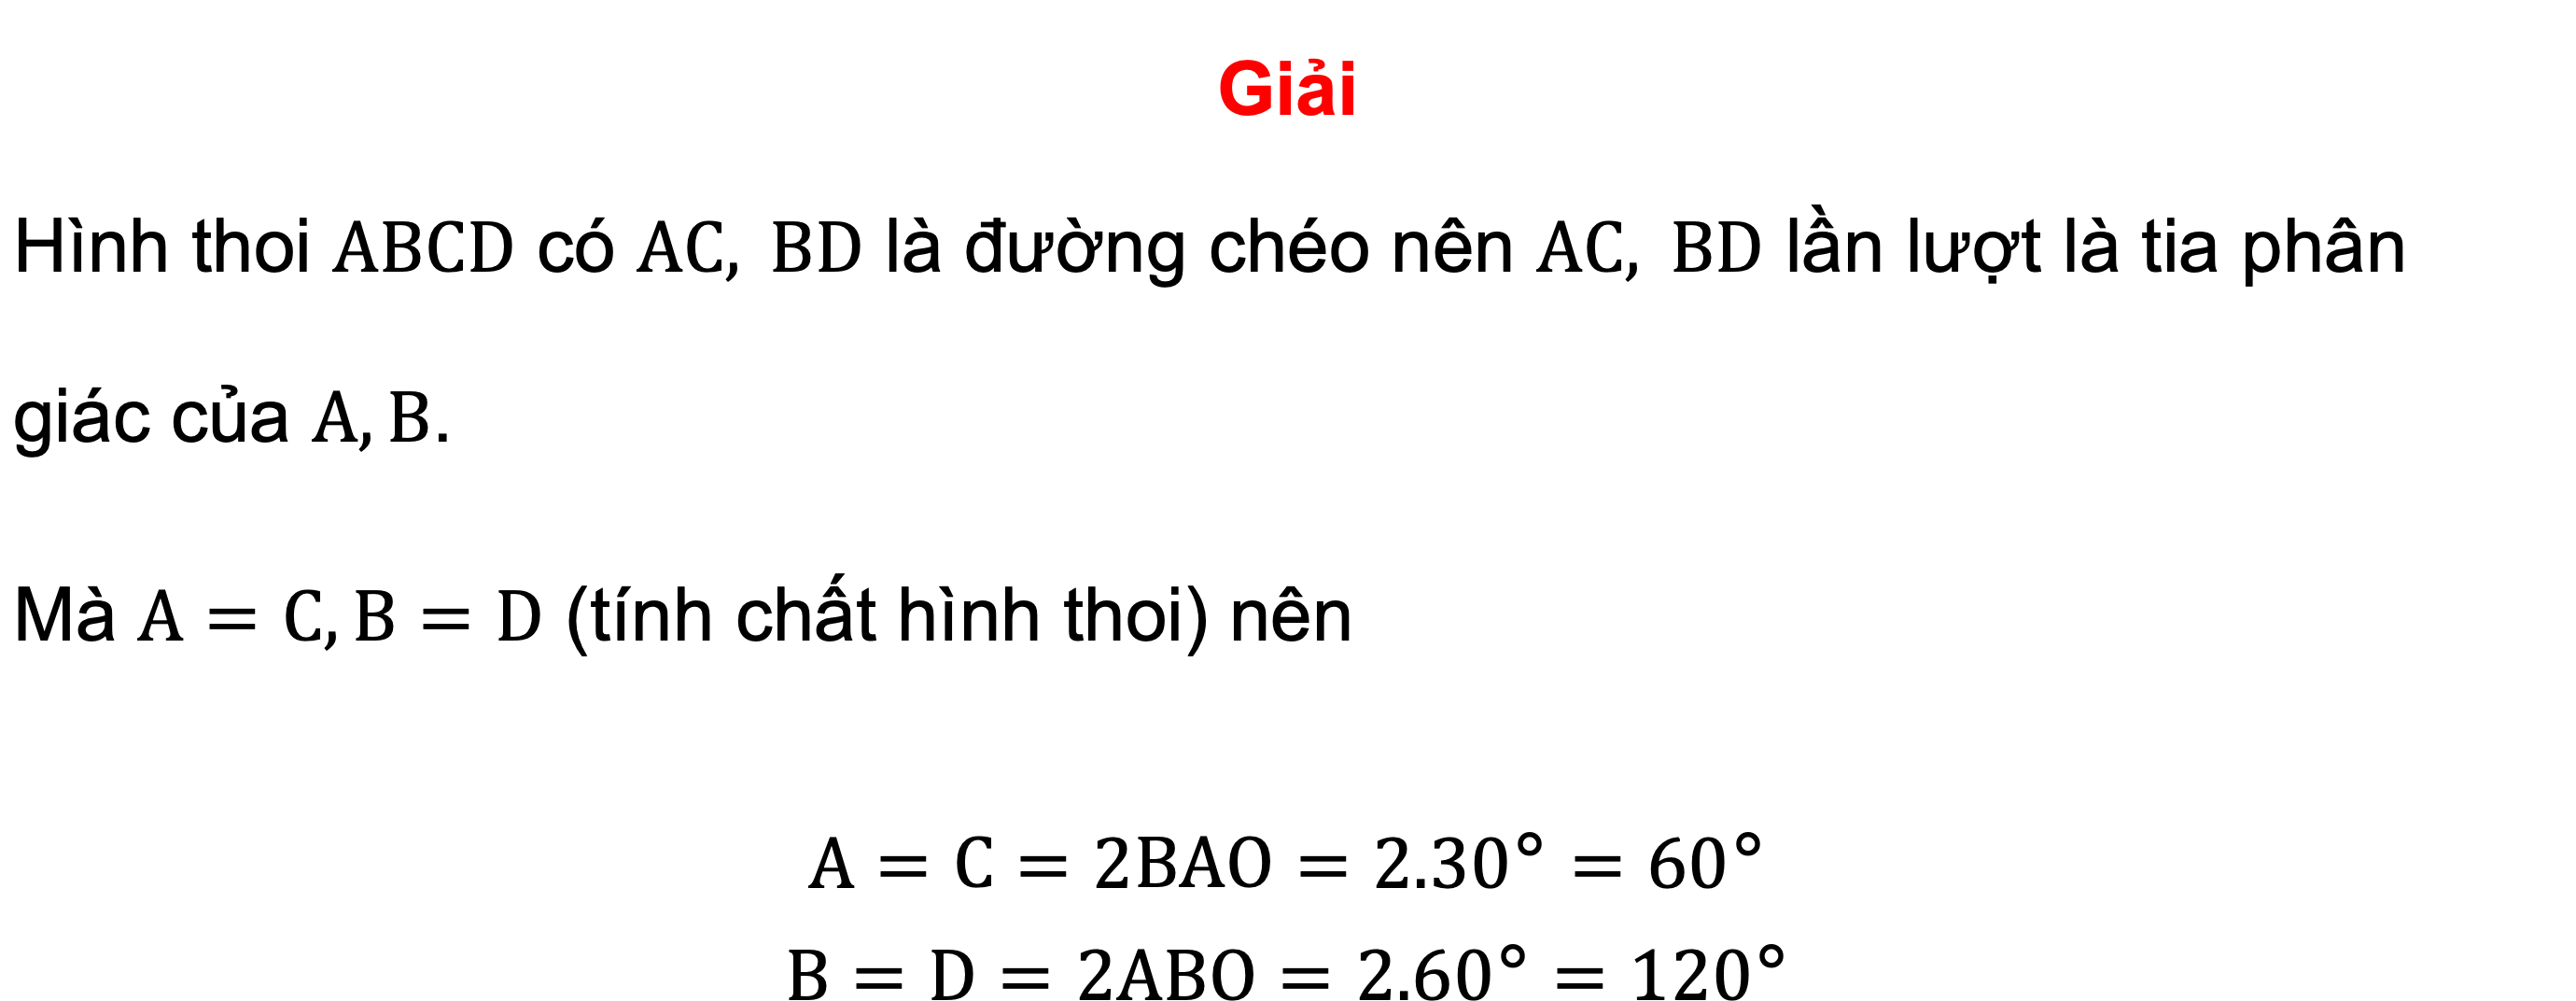 Giải
Hình thoi ABCD có AC, BD là đường chéo nên AC, BD lần lượt là tia phân
giác của A, B.
Mà A = C, B = D (tính chất hình thoi) nên
A = C = 2BAO = 2.30° = 60°
B = D = 2ABO = 2.60° = 120°